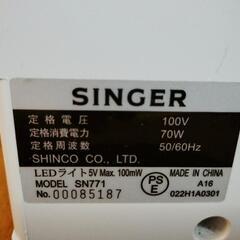 SINGER
定格電圧 100V
定格消費電力 70W
定格周波数 50/60Hz
SHINCO CO., LTD.
LEDライト 5V Max. 100mW MADE IN CHINA
MODEL SN771 A16
No. 00085187 022H1A0301
PS
E